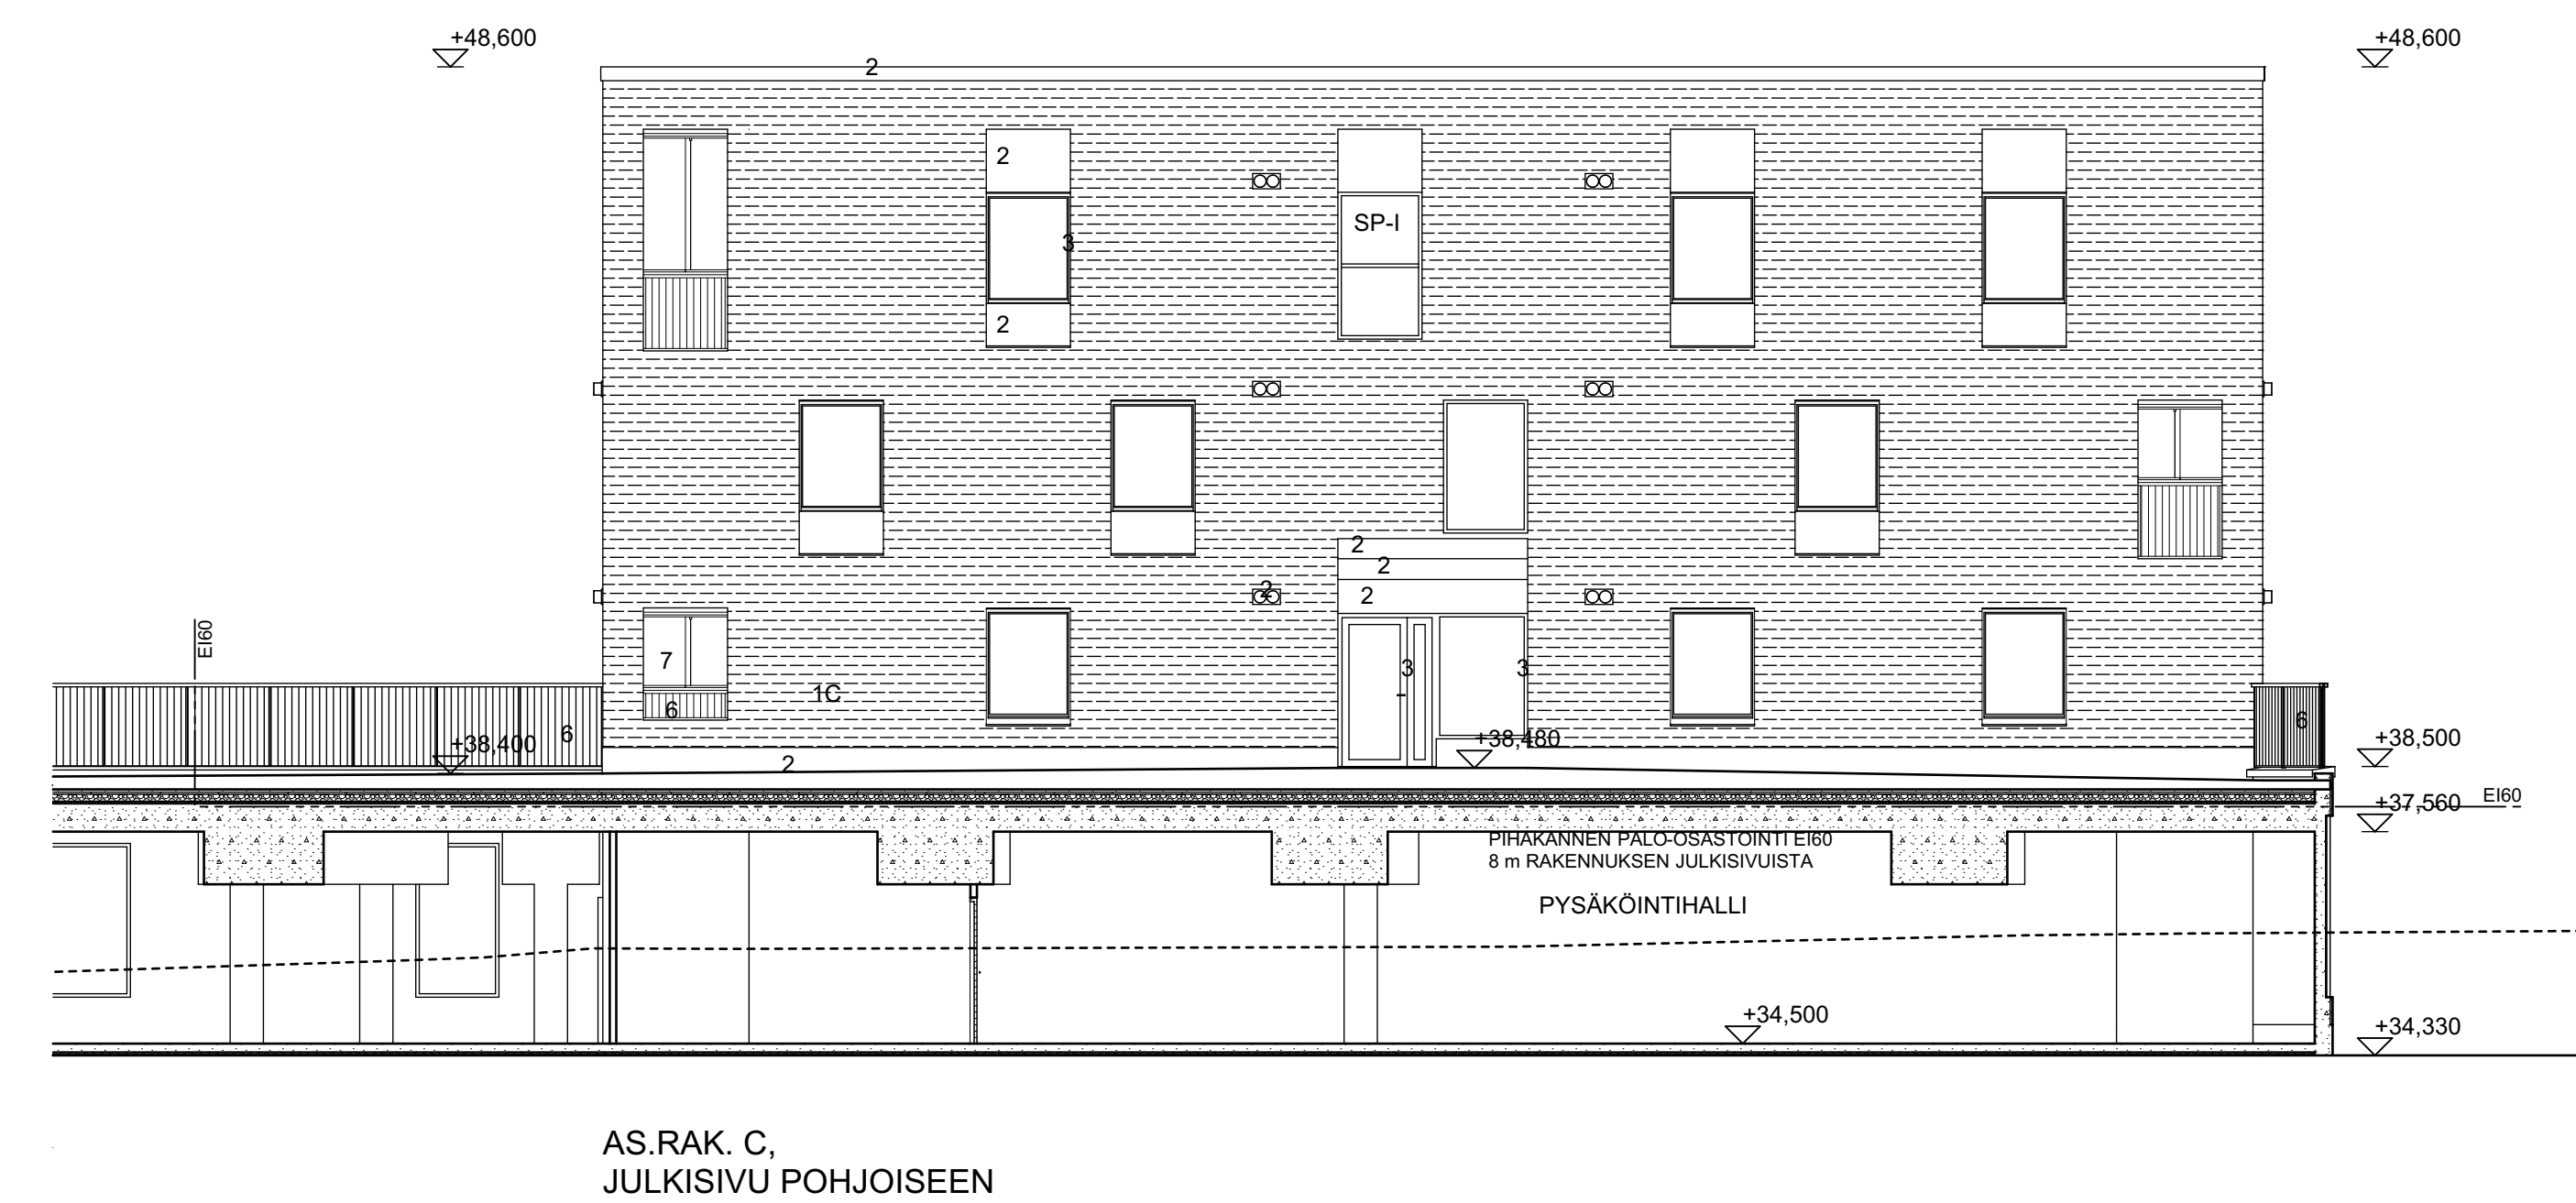 +48,600
+48,600
2
2
SP-I
3
2
2
2
2
2
EI60
7
3
3
1C
6
6
6
+38,400
+38,480
+38,500
2
EI60
+37,560
PIHAKANNEN PALO-OSASTOINTI EI60
8 m RAKENNUKSEN JULKISIVUISTA
PYSÄKÖINTIHALLI
+34,500
+34,330
AS.RAK. C,
JULKISIVU POHJOISEEN